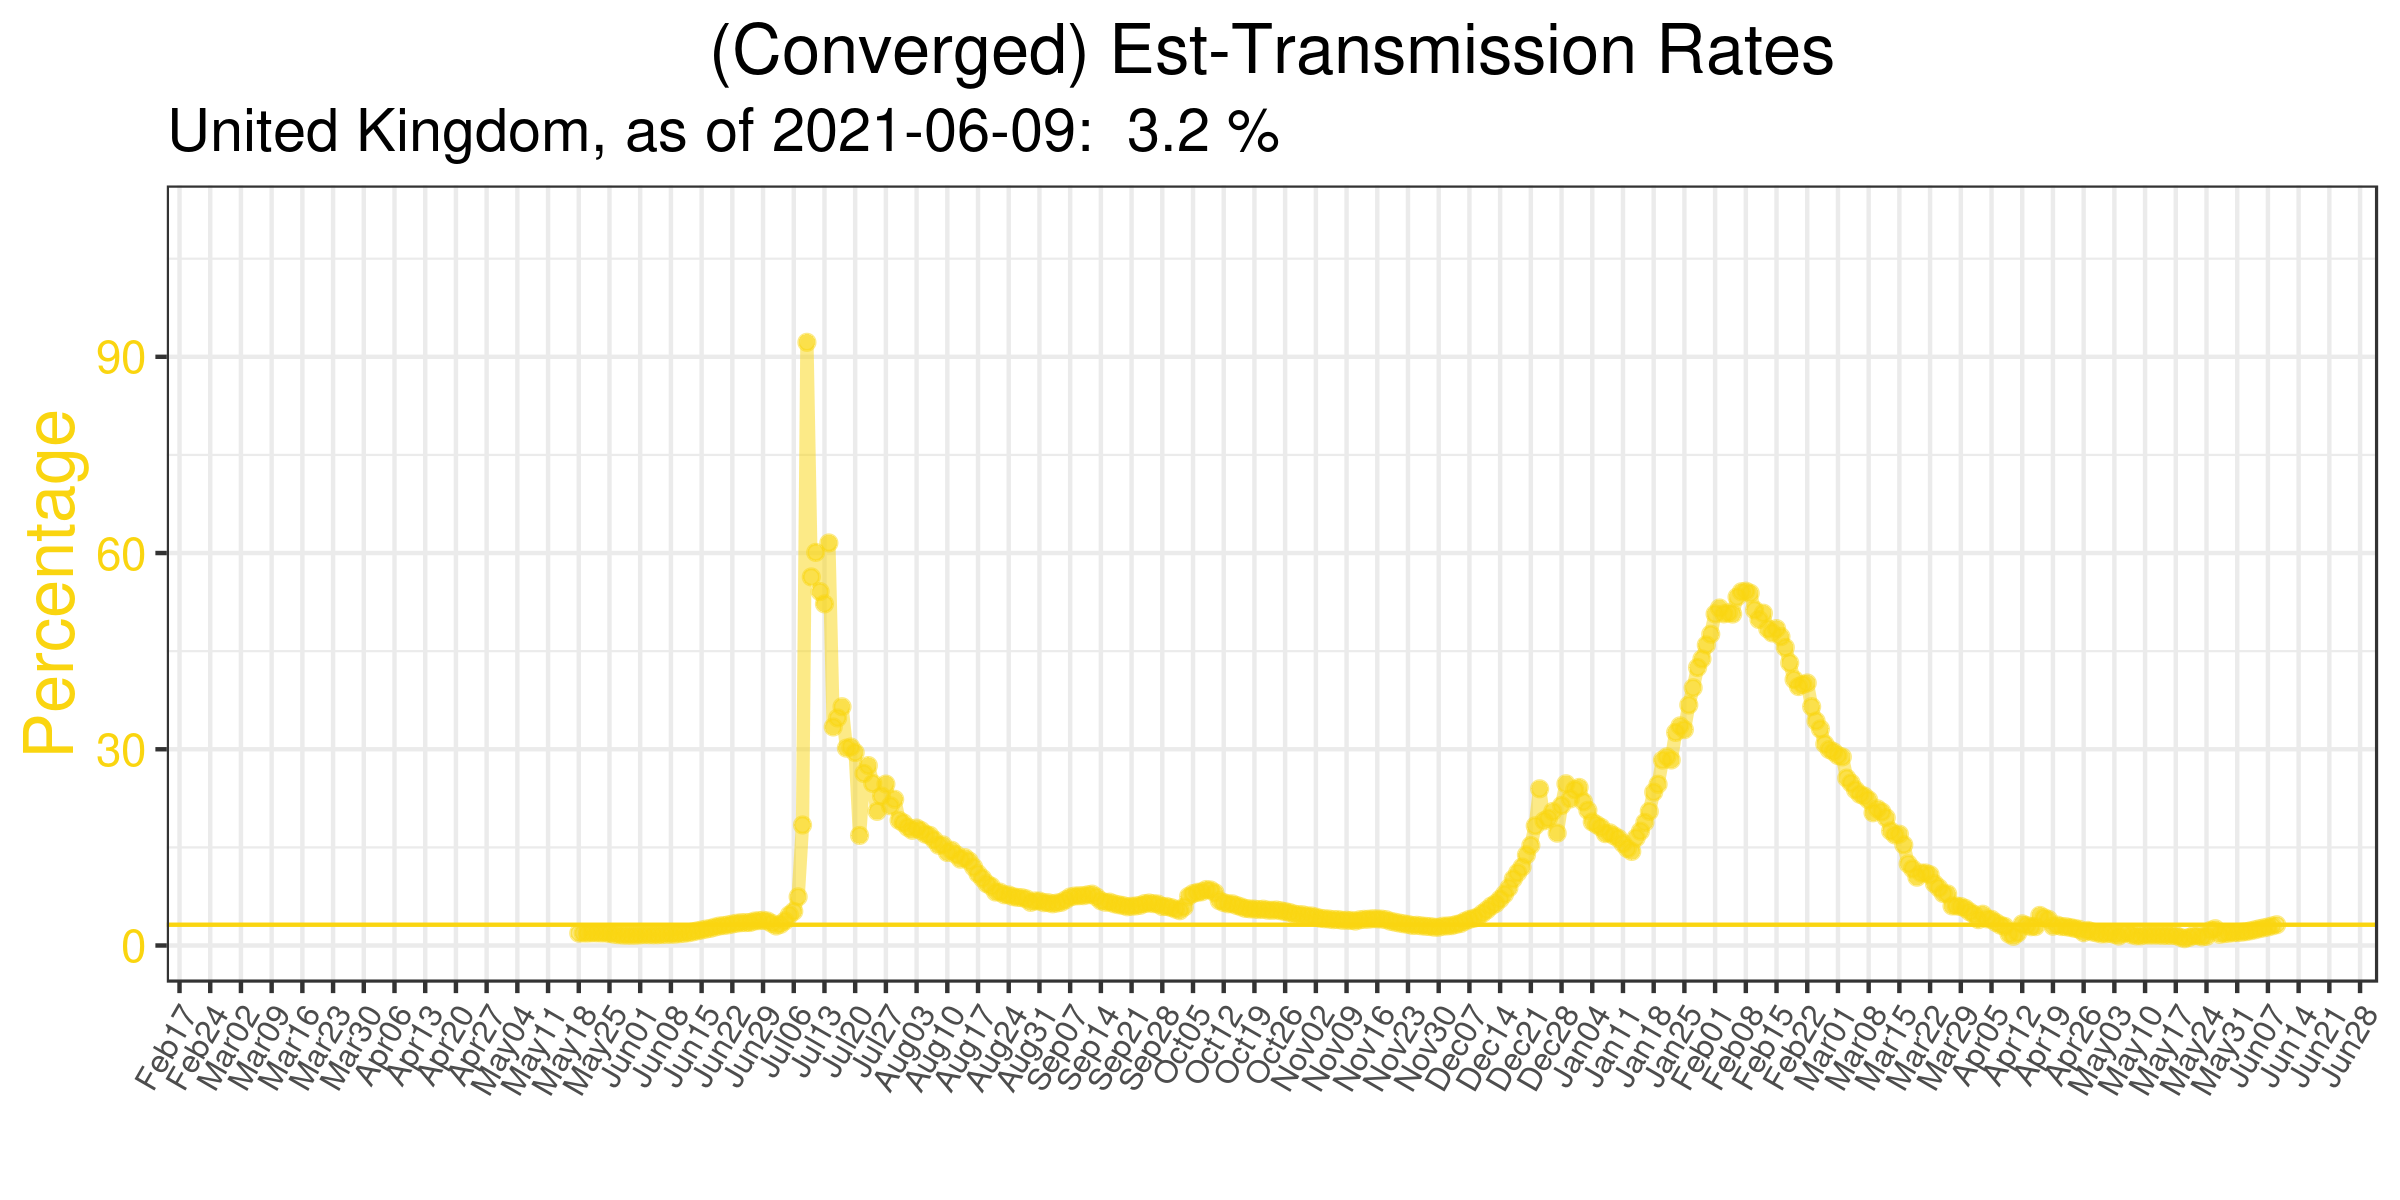 (Converged) Est-Transmission Rates
United Kingdom, as of 2021-06-09:  3.2 %
Percentage
90
60
30
0
Feb17
Feb24
Mar02
Mar09
Mar16
Mar23
Mar30
Apr06
Apr13
Apr20
Apr27
May04
May11
May18
May25
Jun01
Jun08
Jun15
Jun22
Jun29
Jul06
Jul13
Jul20
Jul27
Aug03
Aug10
Aug17
Aug24
Aug31
Sep07
Sep14
Sep21
Sep28
Oct05
Oct12
Oct19
Oct26
Nov02
Nov09
Nov16
Nov23
Nov30
Dec07
Dec14
Dec21
Dec28
Jan04
Jan11
Jan18
Jan25
Feb01
Feb08
Feb15
Feb22
Mar01
Mar08
Mar15
Mar22
Mar29
Apr05
Apr12
Apr19
Apr26
May03
May10
May17
May24
May31
Jun07
Jun14
Jun21
Jun28